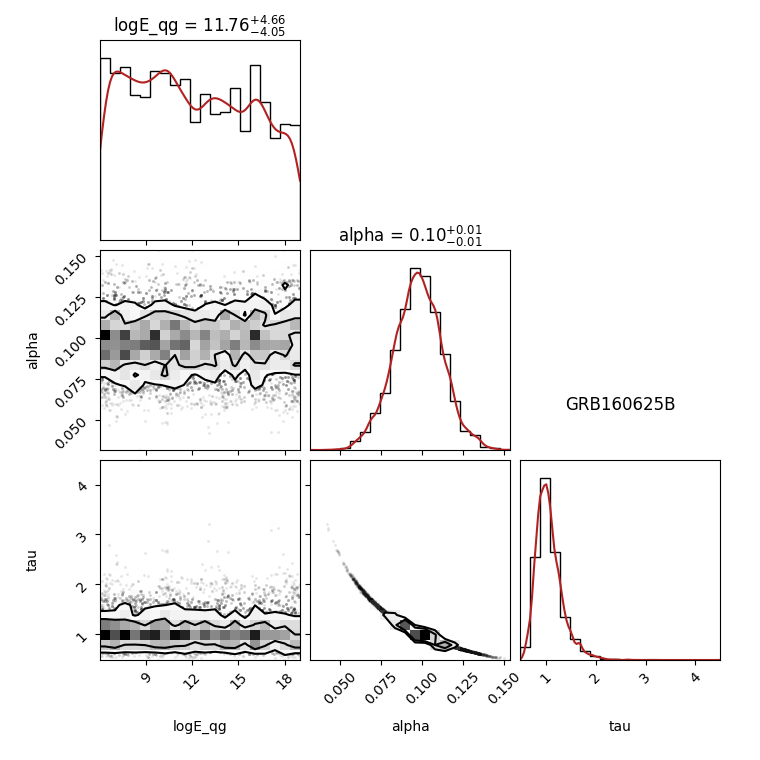 logE_qg = 11.76^{+4.66}_{-4.05}
alpha = 0.10^{+0.01}_{-0.01}
0.150
0.125
0.100
0.075
0.050
alpha
GRB160625B
4
3
2
1
tau
9 12 15 18
0.050 0.075 0.100 0.125 0.150
1 2 3 4
logE_qg alpha tau